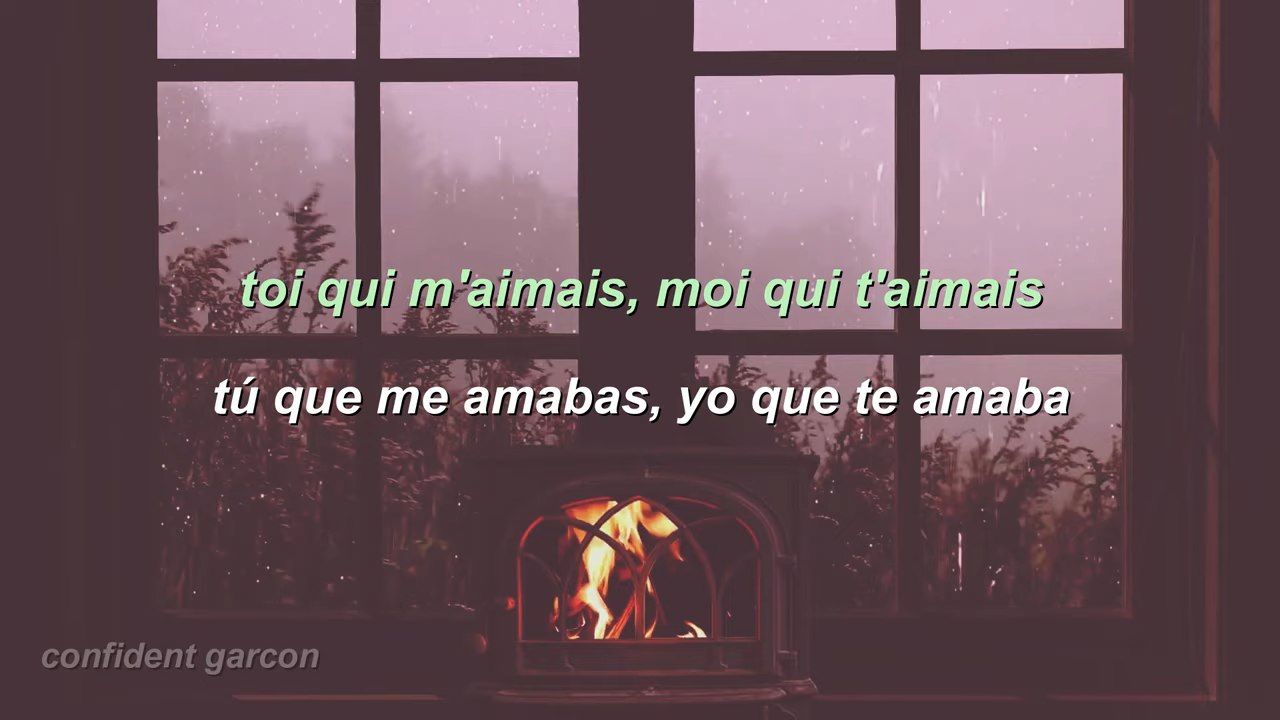 toi qui m'aimais, moi qui t'aimais
tú que me amabas, yo que te amaba
confident garcon